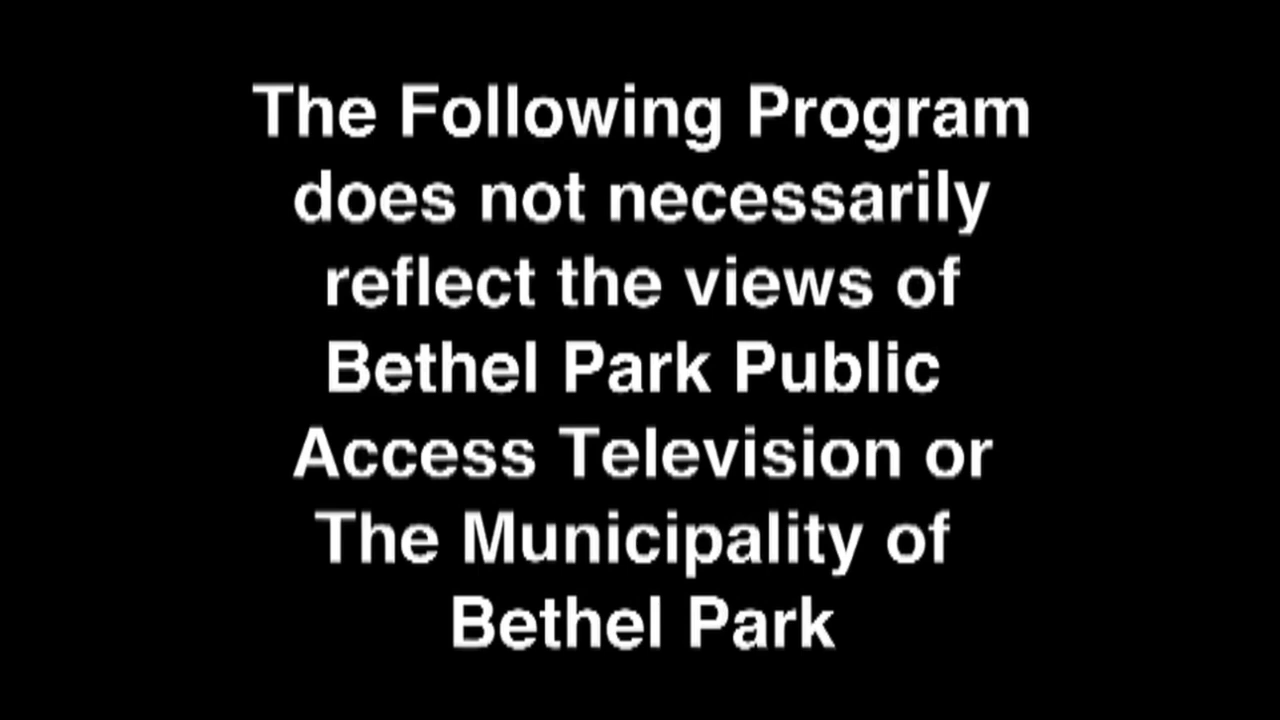 The Following Program
does not necessarily
reflect the views of
Bethel Park Public
Access Television or
The Municipality of
Bethel Park